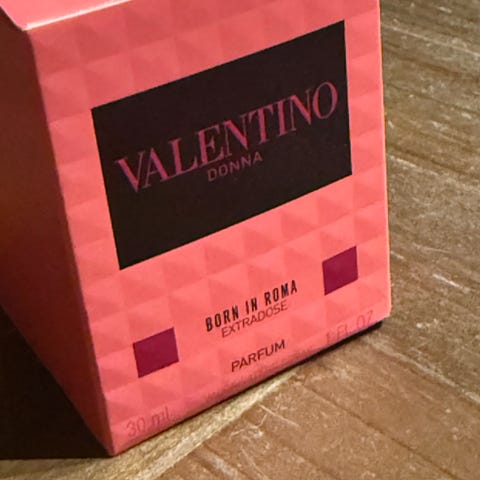 VALENTINO
DONNA
BORN IN ROMA
EXTRADOSE
PARFUM
30 mL 1 FL.OZ